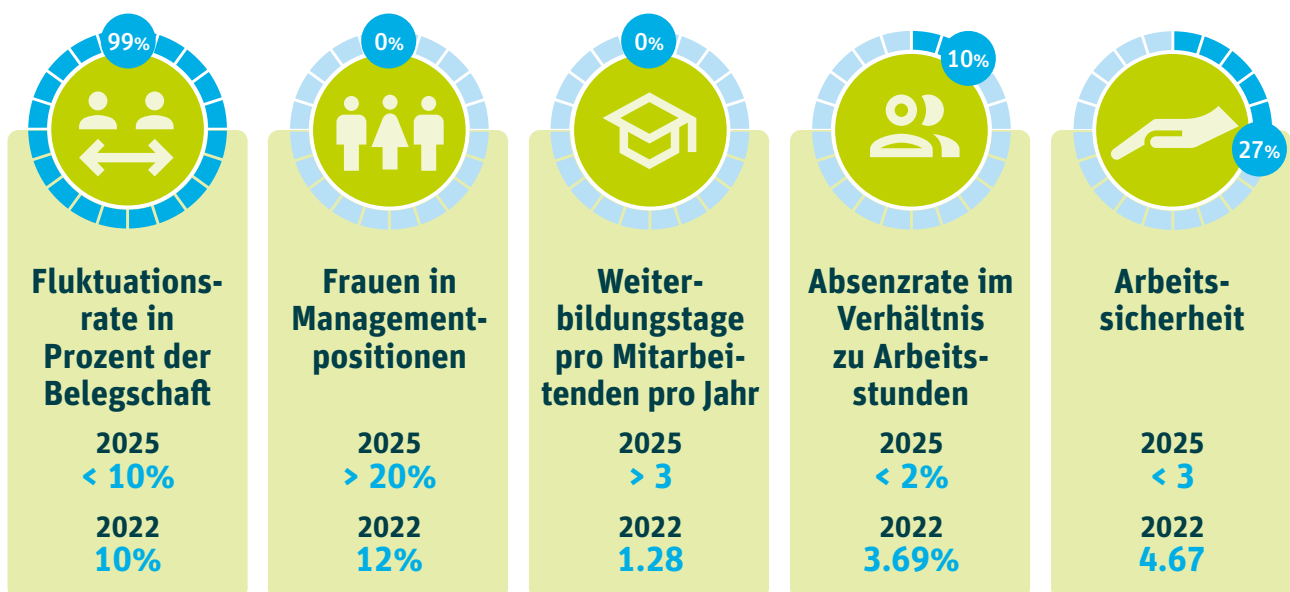 99%
Fluktuations-
rate in
Prozent der
Belegschaft
2025
< 10%
2022
10%
0%
Frauen in
Management-
positionen
2025
> 20%
2022
12%
0%
Weiter-
bildungstage
pro Mitarbei-
tenden pro Jahr
2025
> 3
2022
1.28
10%
Absenzrate im
Verhältnis
zu Arbeits-
stunden
2025
< 2%
2022
3.69%
27%
Arbeits-
sicherheit
2025
< 3
2022
4.67